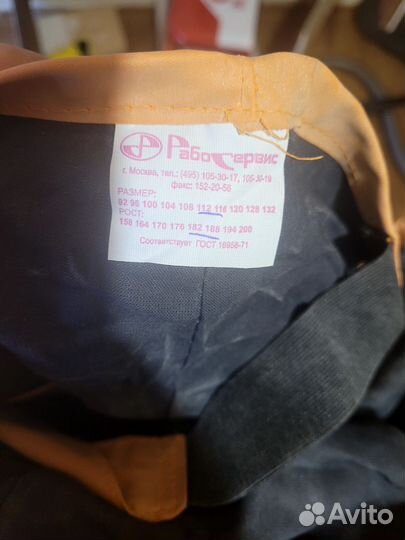 РабоСервис
г. Москва, тел.: (495) 105-30-17, 105-30-19
факс: 152-20-56
РАЗМЕР:
92 96 100 104 108 112 116 120 128 132
РОСТ:
158 164 170 176 182 188 194 200
Соответствует ГОСТ 18958-71
Avito